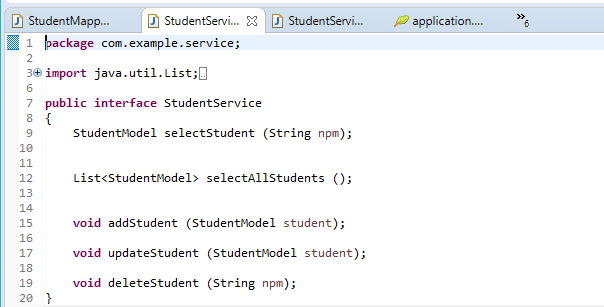 StudentMapp... StudentServi... StudentServi... application.... »6
1 package com.example.service;
2
3 import java.util.List;
6
7 public interface StudentService
8 {
9 StudentModel selectStudent (String npm);
10
11
12 List<StudentModel> selectAllStudents ();
13
14
15 void addStudent (StudentModel student);
16
17 void updateStudent (StudentModel student);
18
19 void deleteStudent (String npm);
20 }